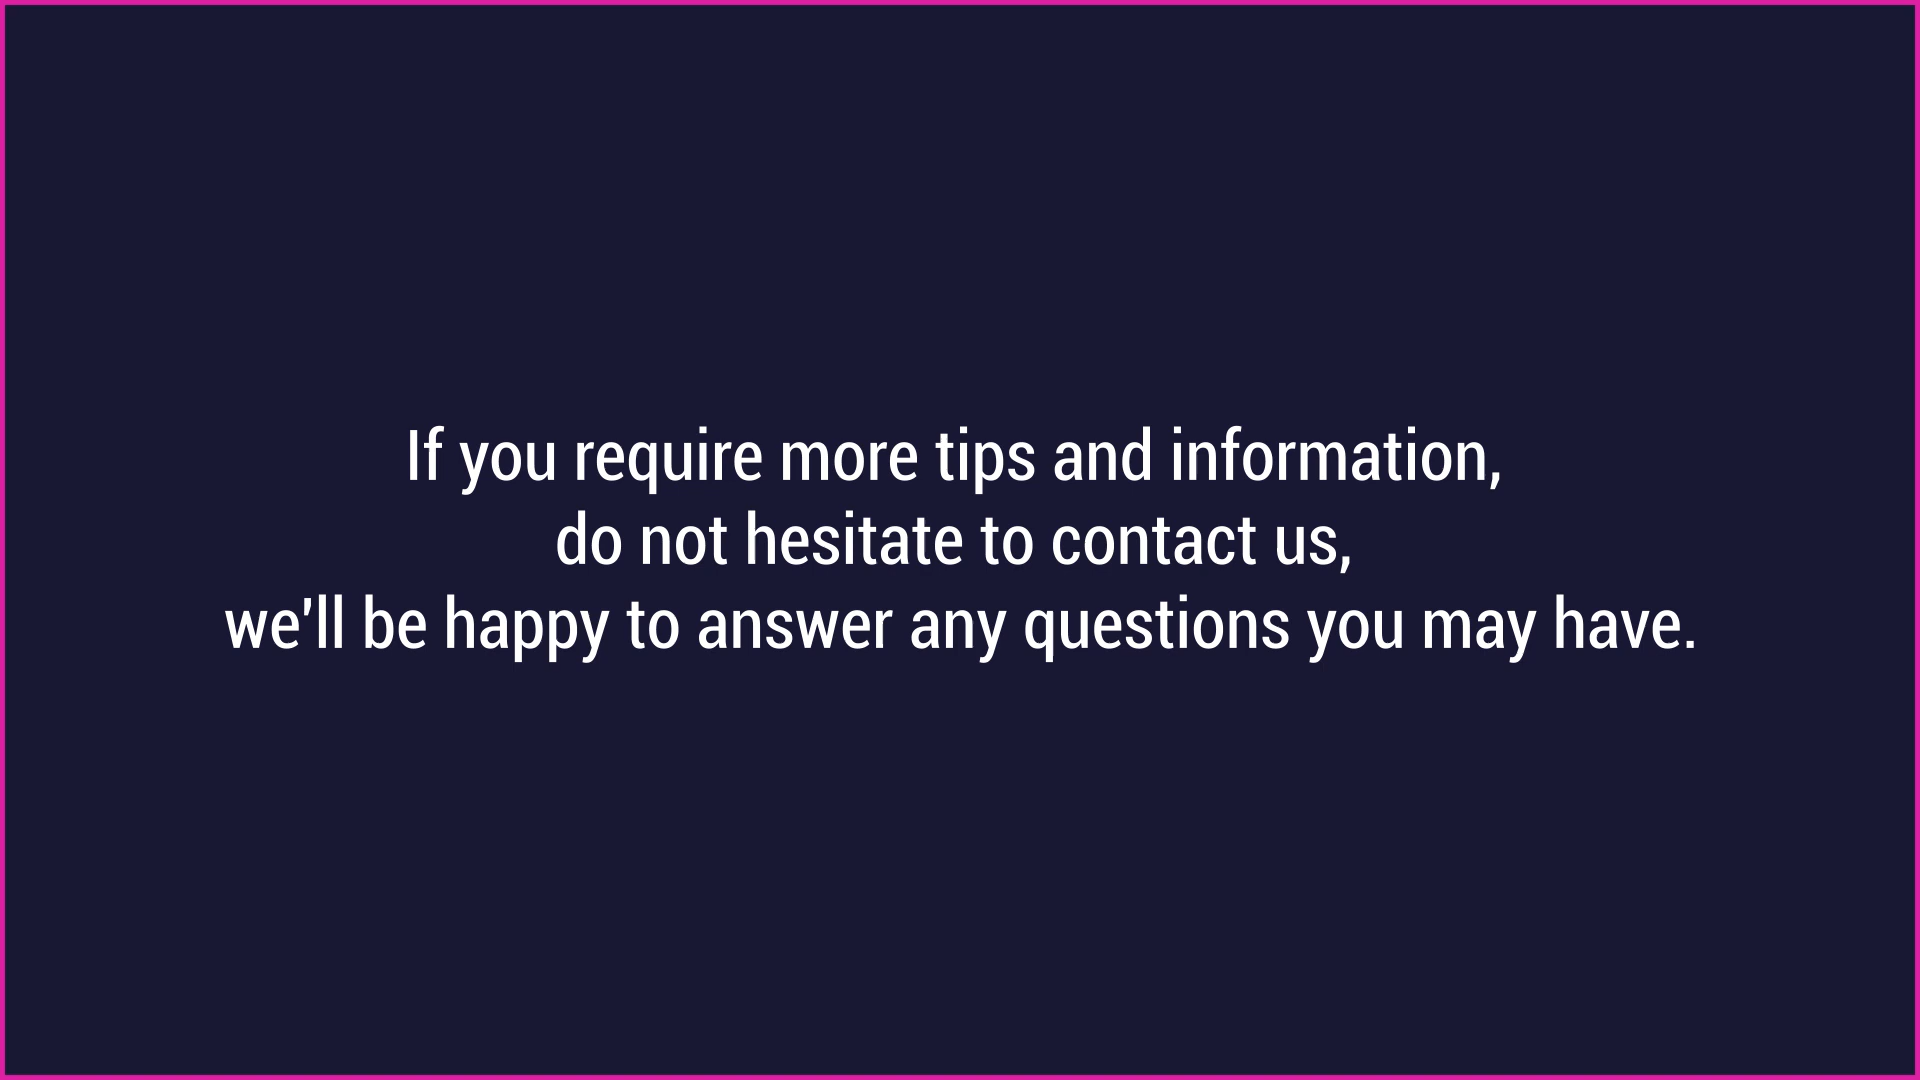 If you require more tips and information,
do not hesitate to contact us,
we'll be happy to answer any questions you may have.